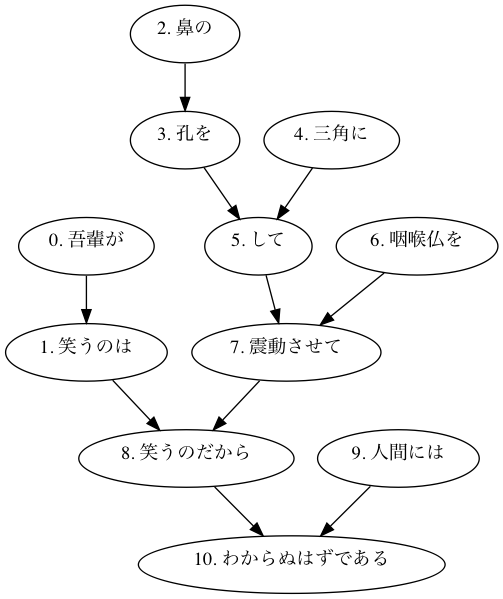 2. 鼻の
3. 孔を
4. 三角に
0. 吾輩が
5. して
6. 咽喉仏を
1. 笑うのは
7. 震動させて
8. 笑うのだから
9. 人間には
10. わからぬはずである